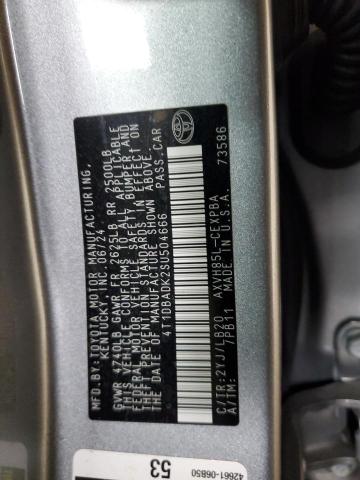 MFD.BY:TOYOTA MOTOR MANUFACTURING,
KENTUCKY, INC. 06/24
GVWR 4740LB GAWR FR 2675LB RR 2500LB
THIS VEHICLE CONFORMS TO ALL APPLICABLE
FEDERAL MOTOR VEHICLE SAFETY, BUMPER, AND
THEFT PREVENTION STANDARDS IN EFFECT ON
THE DATE OF MANUFACTURE SHOWN ABOVE.
4T1DBADK2SU504666 PASS.CAR
C/TR:2YJ/LB20 AXVH85L-CEXPBA
A/TM: 7PB11 MADE IN U.S.A. 73586
42661-06B50
53